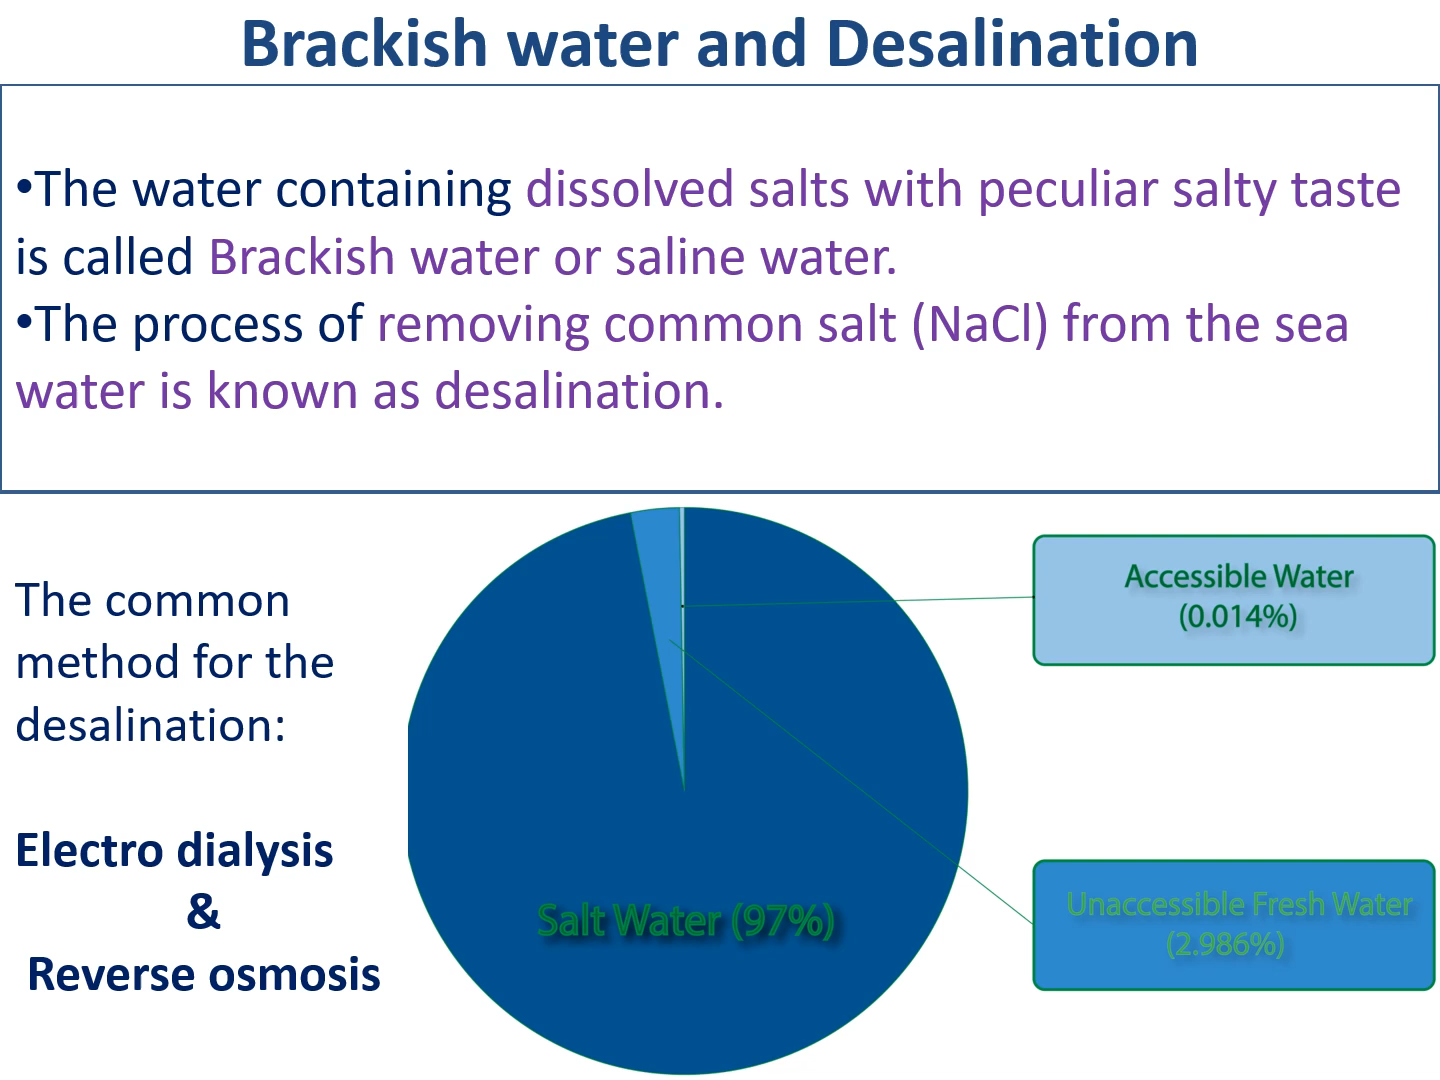 Brackish water and Desalination
•The water containing dissolved salts with peculiar salty taste
is called Brackish water or saline water.
•The process of removing common salt (NaCl) from the sea
water is known as desalination.
The common
method for the
desalination:
Electro dialysis
&
Reverse osmosis
Accessible Water
(0.014%)
Salt Water (97%)
Unaccessible Fresh Water
(2.986%)